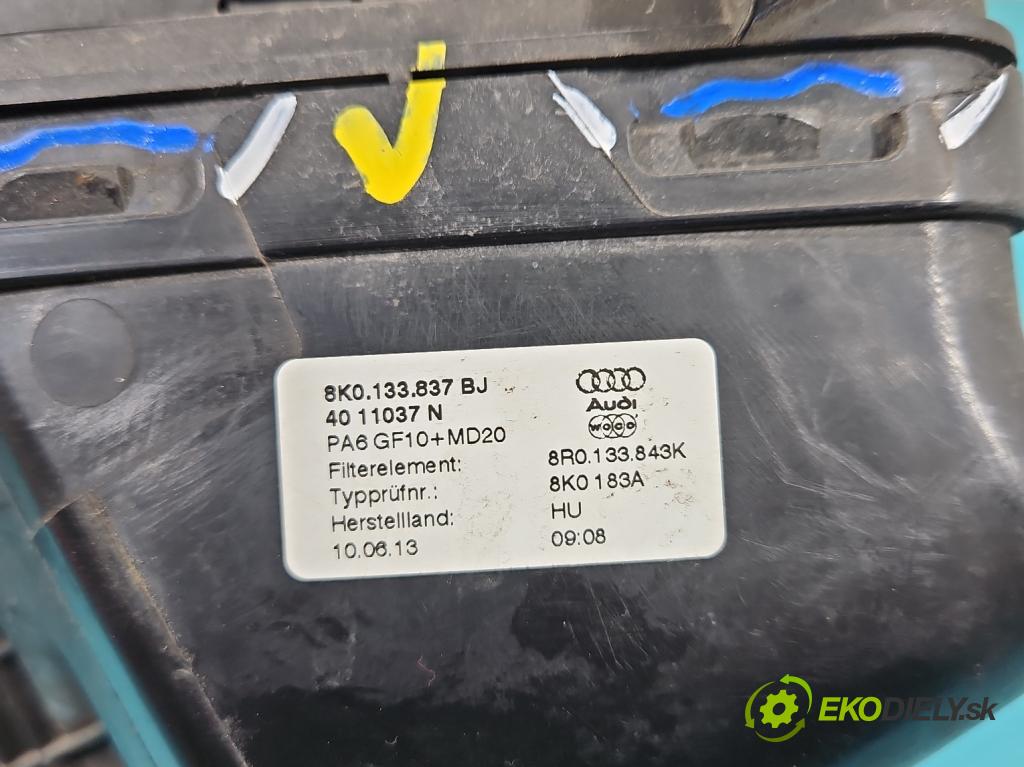 8K0.133.837 BJ
40 11037 N
PA6 GF10+MD20
Audi
woco
Filterelement: 8R0.133.843K
Typprüfnr.: 8K0 183A
Herstellland: HU
10.06.13 09:08
EKODIELY.sk